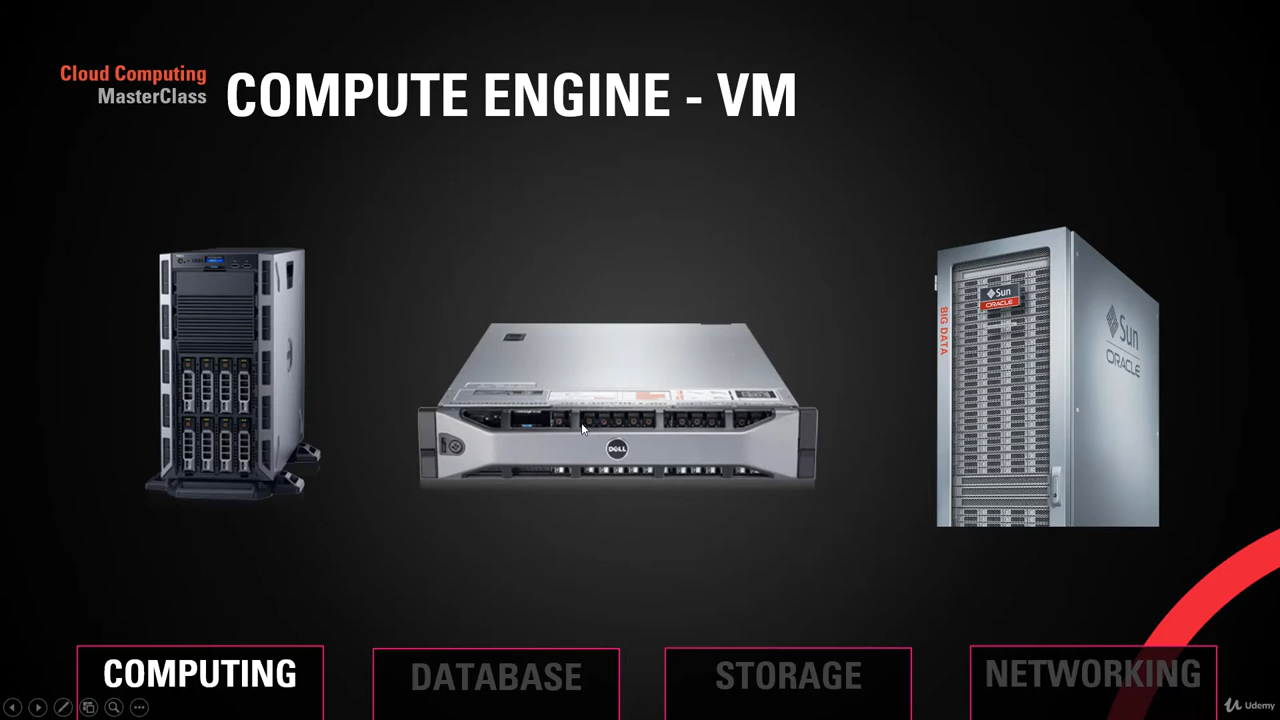 Cloud Computing
MasterClass
COMPUTE ENGINE - VM
Sun
ORACLE
BIG DATA
Sun
ORACLE
DELL
COMPUTING
DATABASE
STORAGE
NETWORKING
Udemy